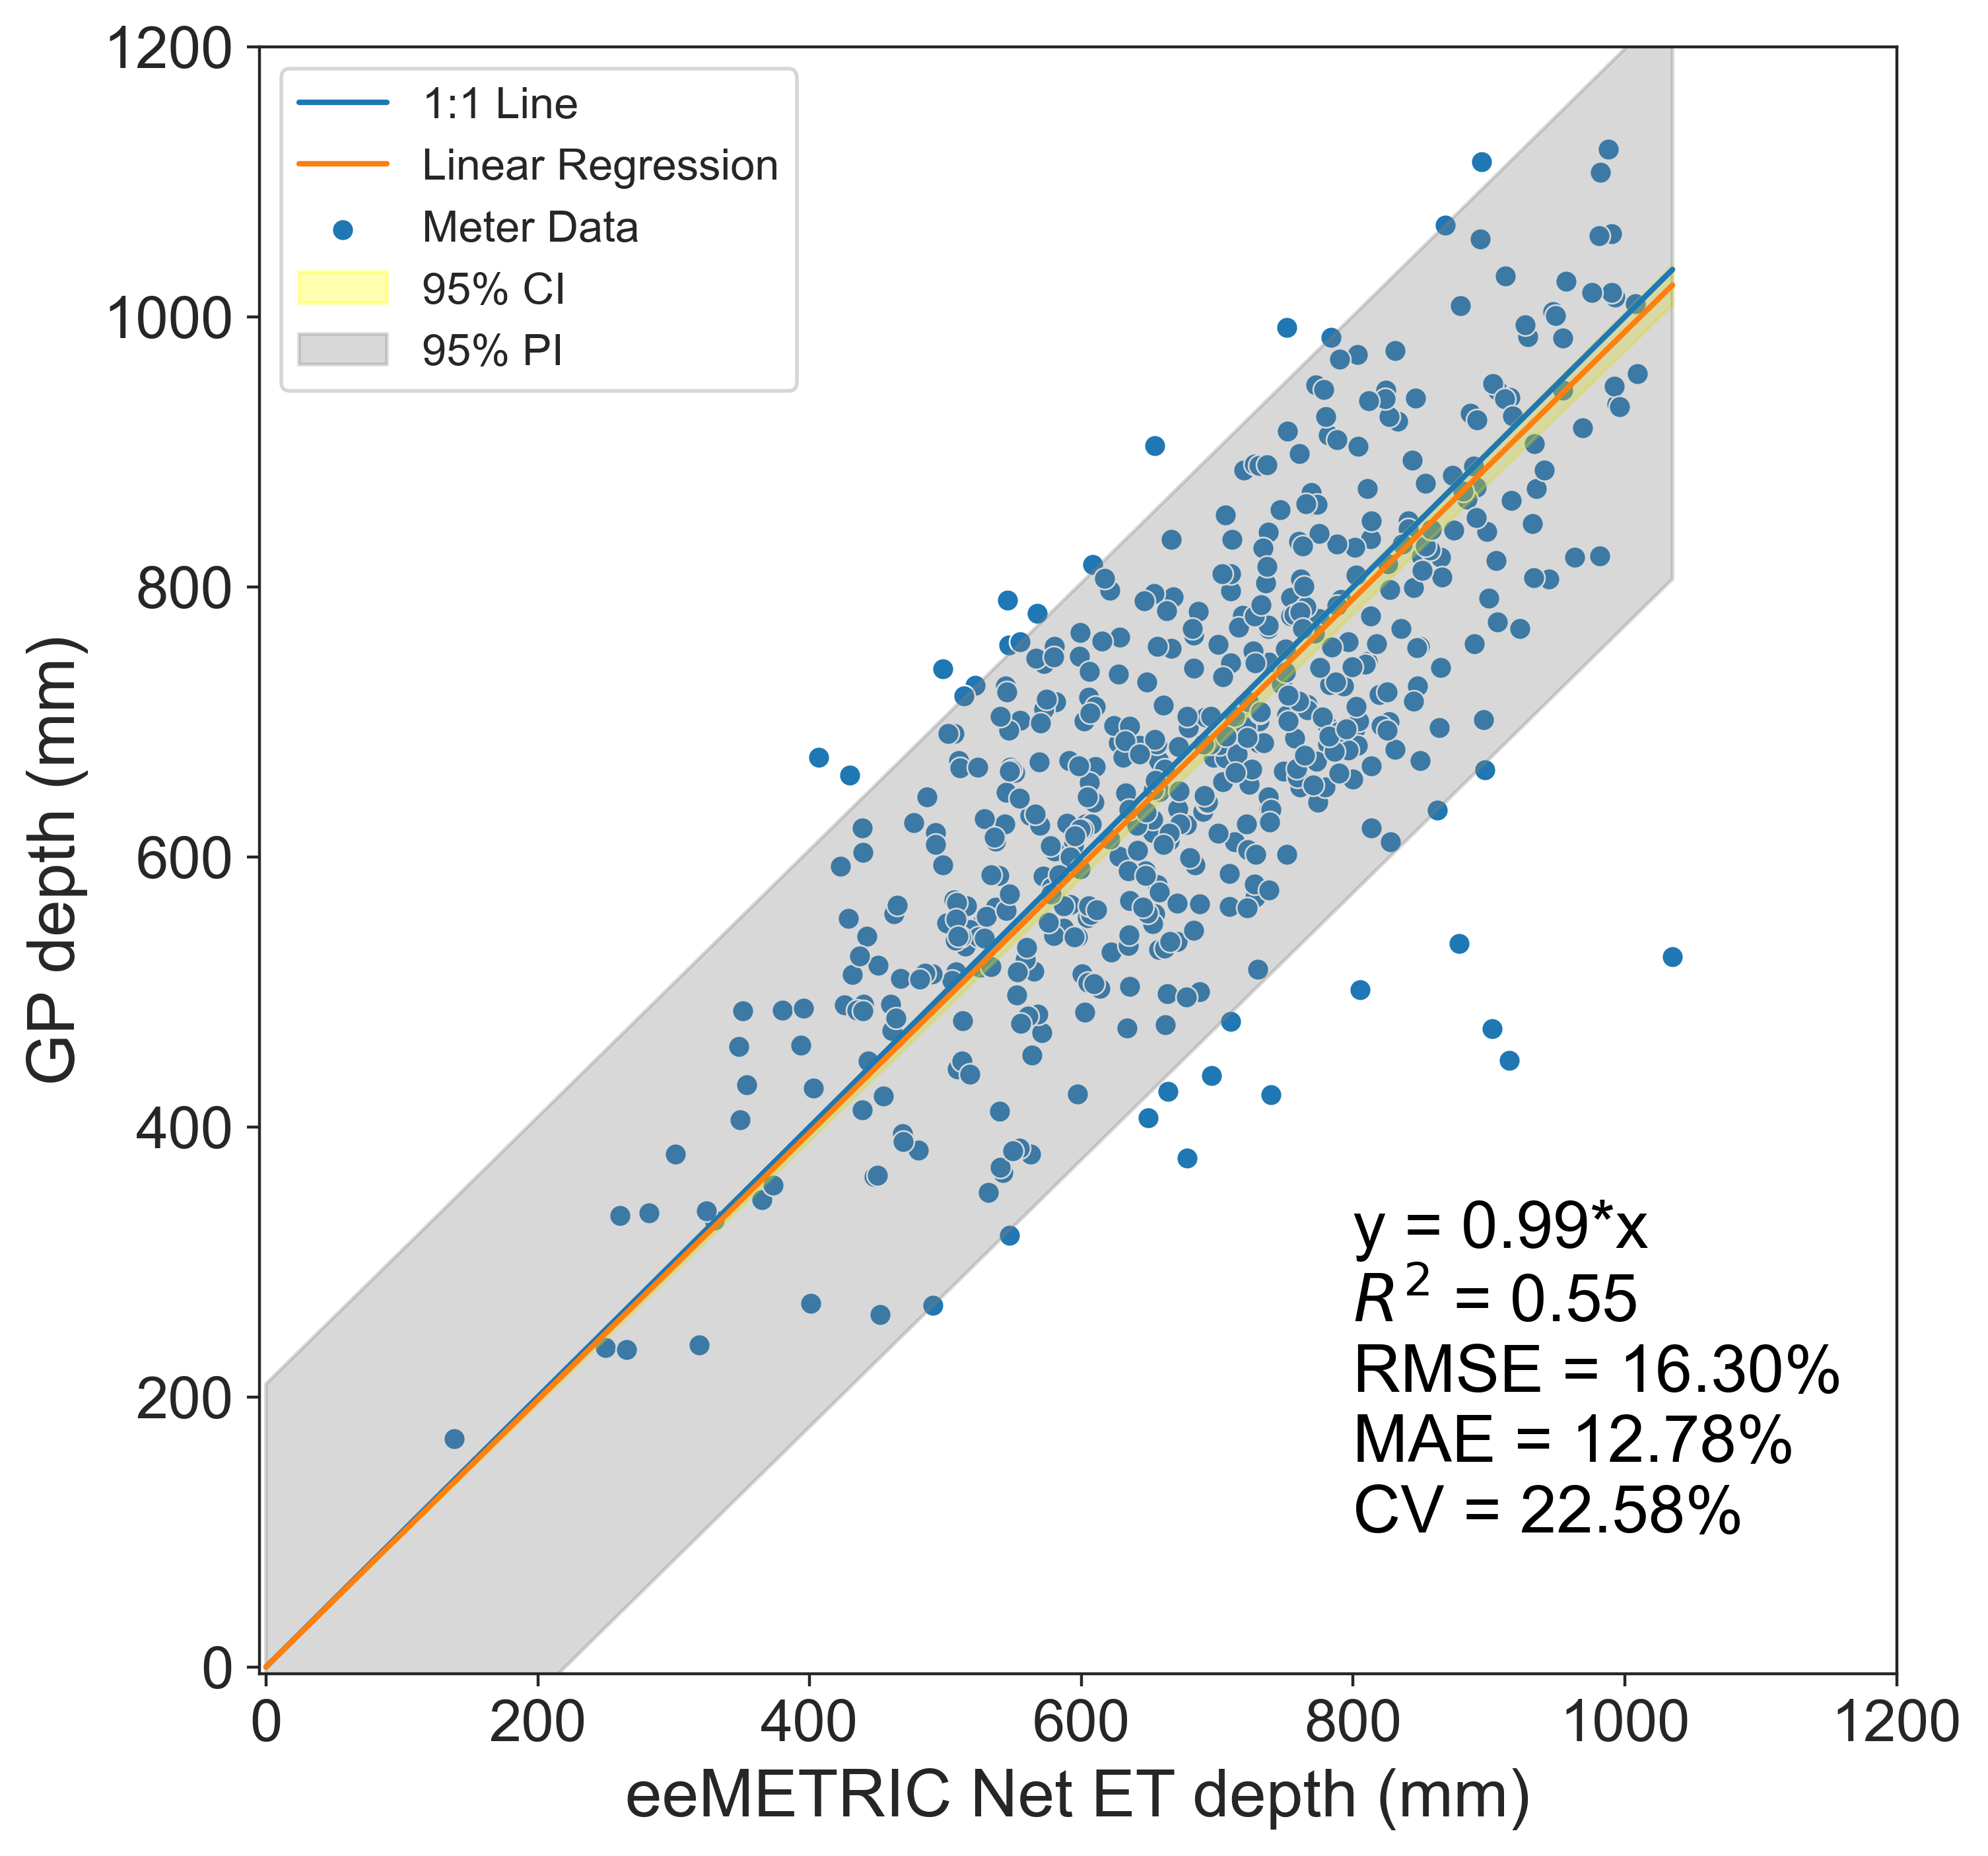 1200
1000
800
600
400
200
0
GP depth (mm)
1:1 Line
Linear Regression
Meter Data
95% CI
95% PI
y = 0.99*x
R² = 0.55
RMSE = 16.30%
MAE = 12.78%
CV = 22.58%
0 200 400 600 800 1000 1200
eeMETRIC Net ET depth (mm)